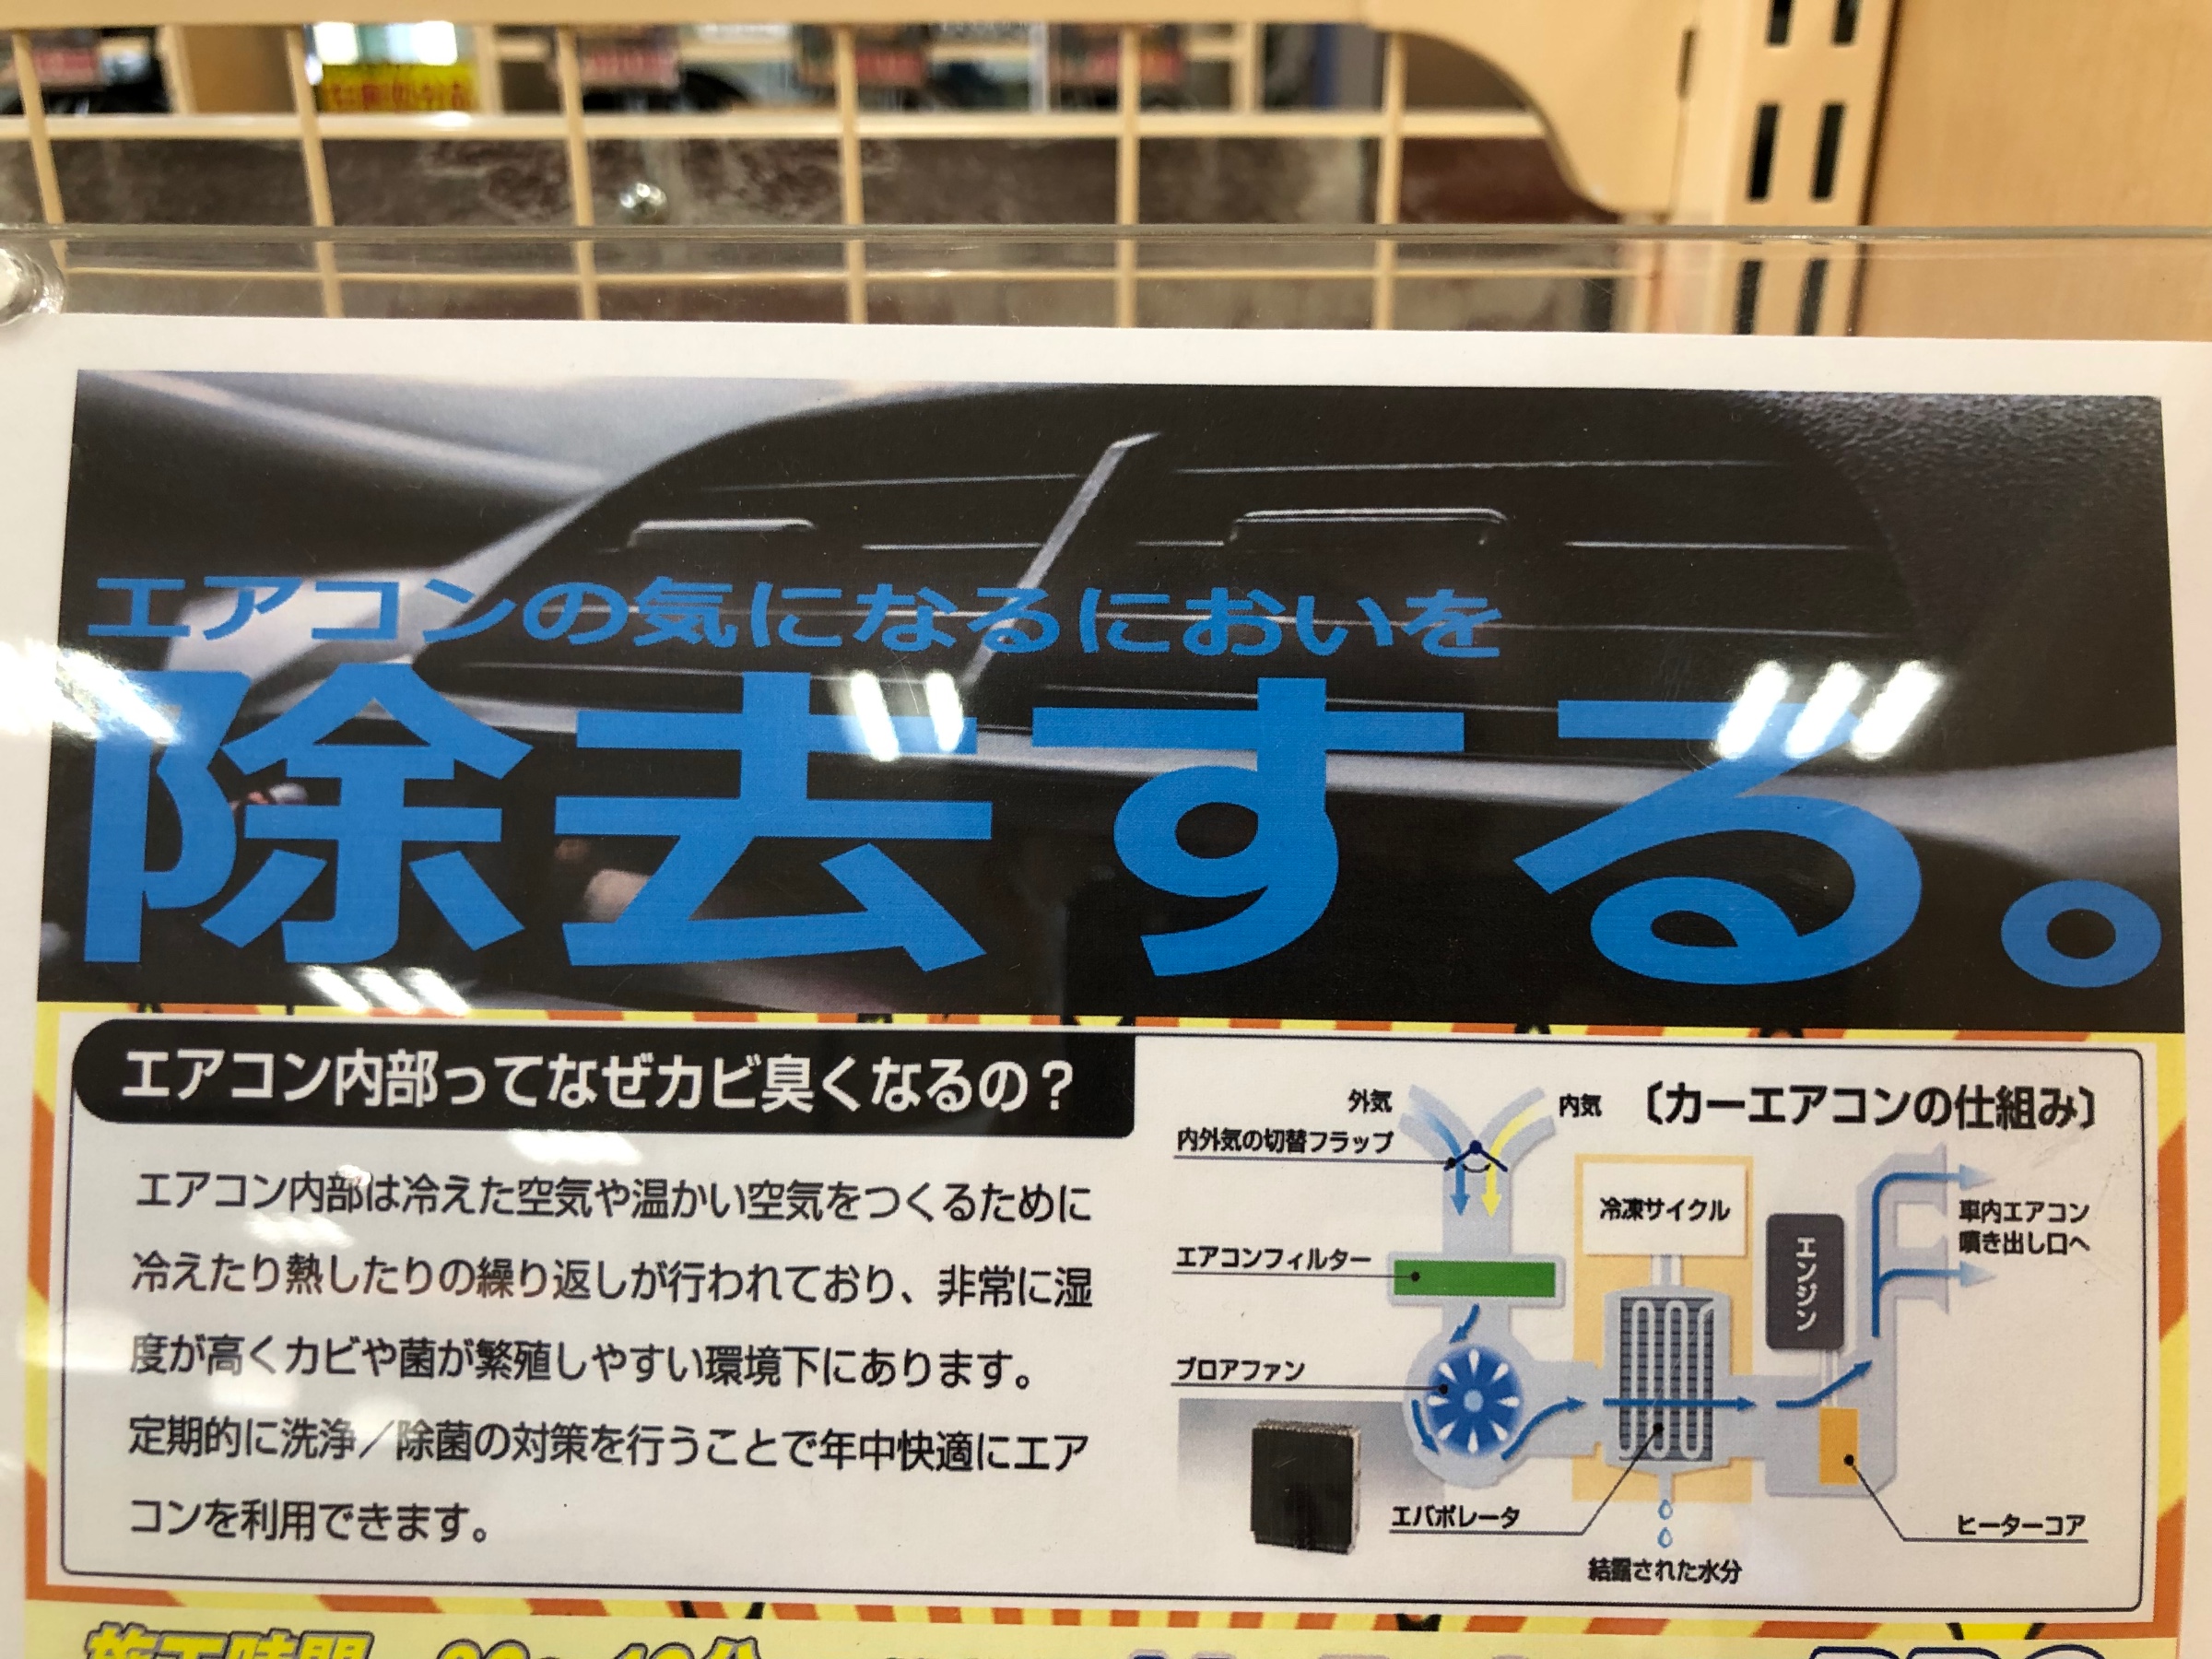 エアコンの気になるにおいを
除去する。
エアコン内部ってなぜカビ臭くなるの？
エアコン内部は冷えた空気や温かい空気をつくるために
冷えたり熱したりの繰り返しが行われており、非常に湿
度が高くカビや菌が繁殖しやすい環境下にあります。
定期的に洗浄／除菌の対策を行うことで年中快適にエア
コンを利用できます。
〔カーエアコンの仕組み〕
外気
内気
内外気の切替フラップ
冷凍サイクル
エンジン
車内エアコン
噴き出し口へ
エアコンフィルター
ブロアファン
エバポレータ
ヒーターコア
結露された水分